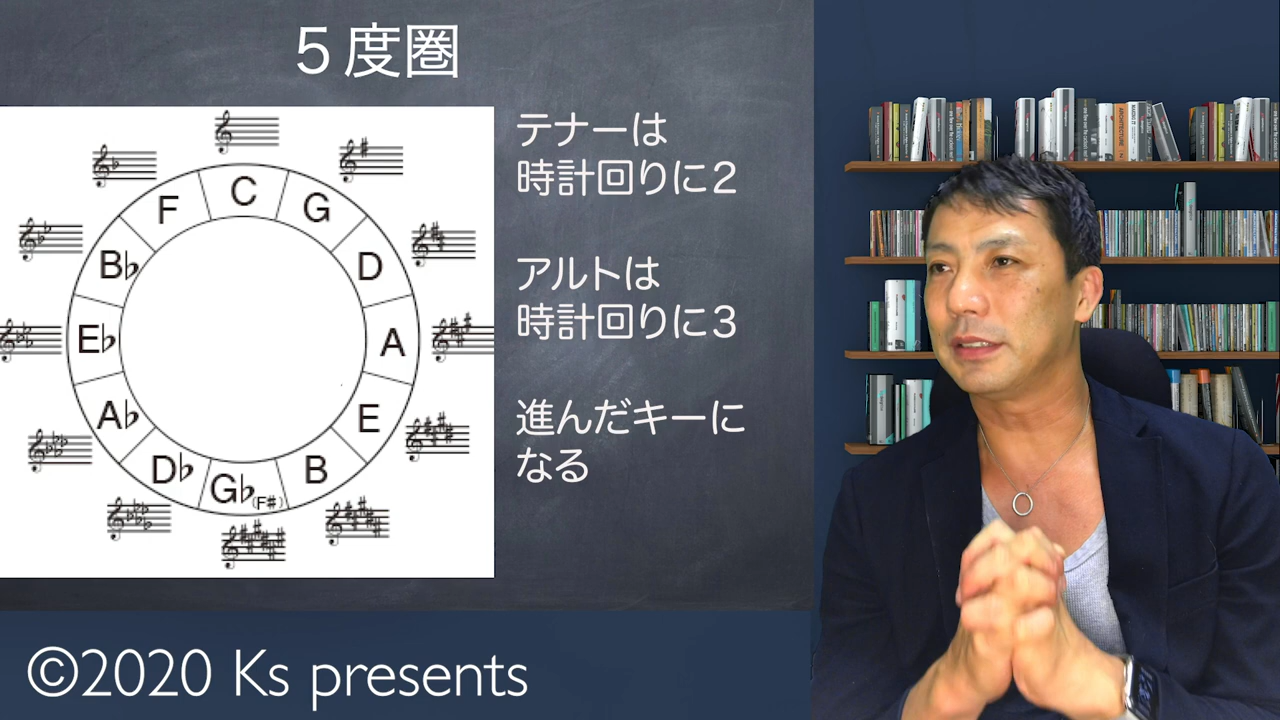 ５度圏
テナーは
時計回りに２
アルトは
時計回りに３
進んだキーに
なる
C
G
D
A
E
B
G♭(F#)
D♭
A♭
E♭
B♭
F
©2020 Ks presents